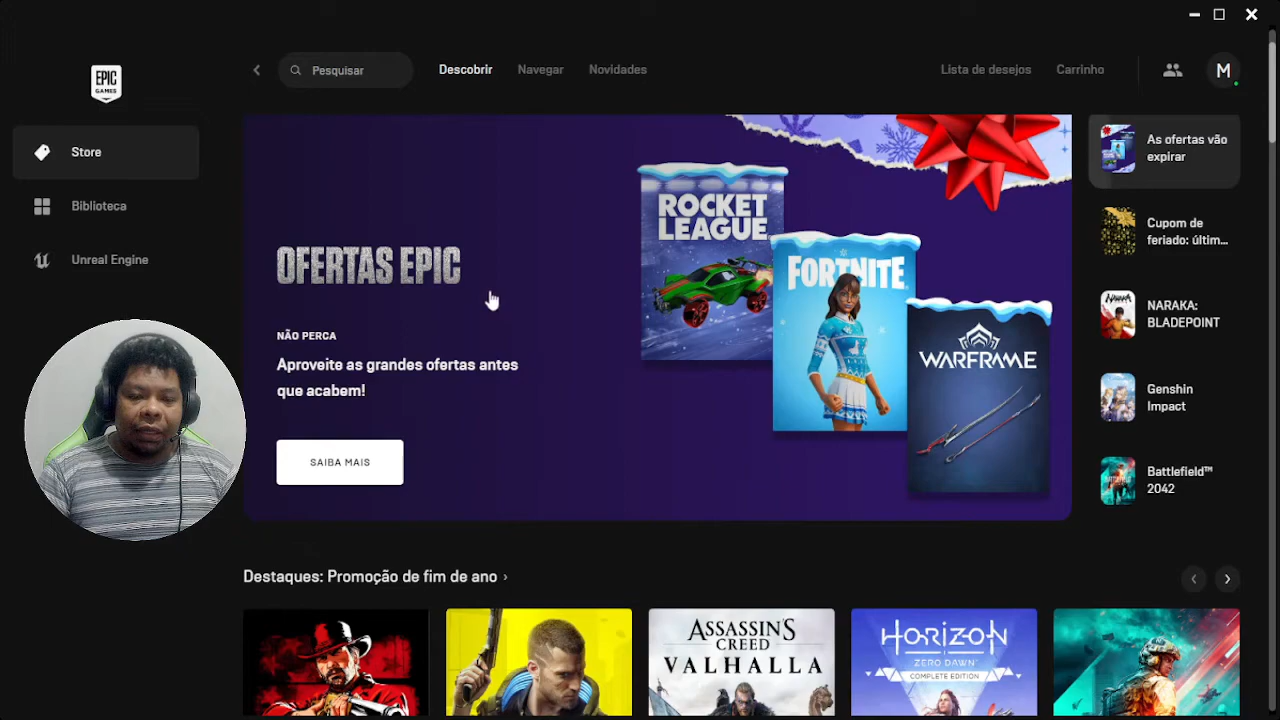 EPIC
GAMES
Pesquisar
Descobrir
Navegar
Novidades
Lista de desejos
Carrinho
M
Store
Biblioteca
Unreal Engine
OFERTAS EPIC
NÃO PERCA
Aproveite as grandes ofertas antes
que acabem!
SAIBA MAIS
ROCKET
LEAGUE
FORTNITE
WARFRAME
As ofertas vão
expirar
Cupom de
feriado: últim...
NARAKA:
BLADEPOINT
Genshin
Impact
Battlefield™
2042
Destaques: Promoção de fim de ano
ASSASSIN'S
CREED
VALHALLA
HORIZON
ZERO DAWN
COMPLETE EDITION